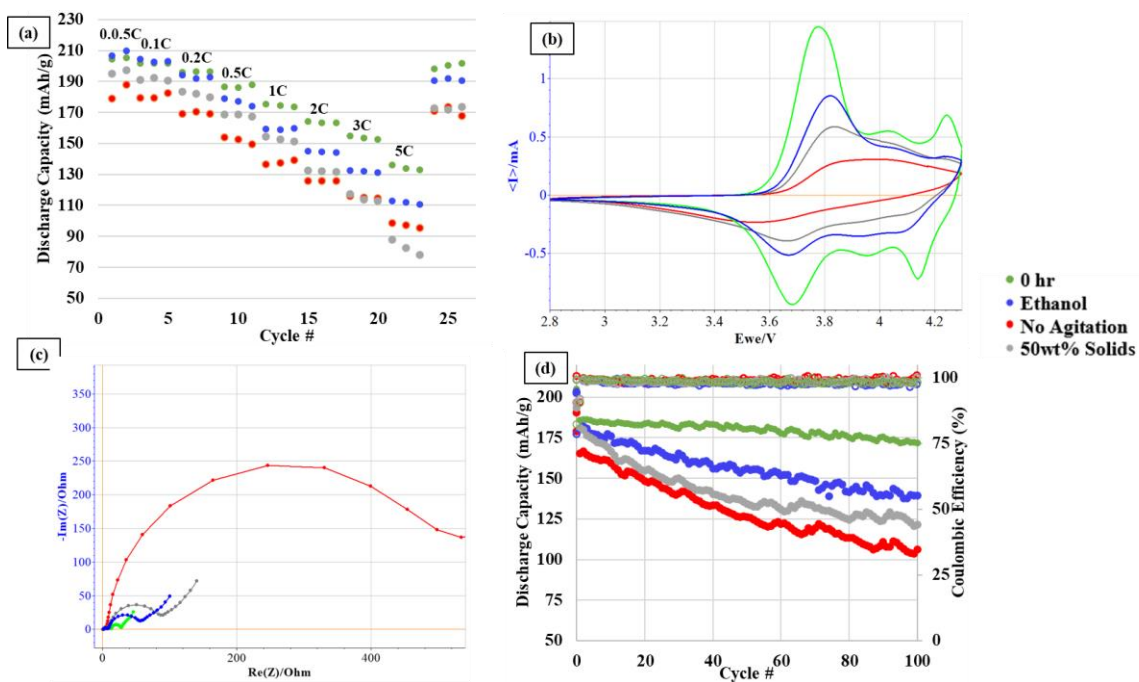 (a)
230
210
190
170
150
130
110
90
70
50
0.0.5C
0.1C
0.2C
0.5C
1C
2C
3C
5C
0 5 10 15 20 25
Discharge Capacity (mAh/g)
Cycle #
(b)
1
0.5
0
-0.5
<I>/mA
2.8 3 3.2 3.4 3.6 3.8 4 4.2
Ewe/V
0 hr
Ethanol
No Agitation
50wt% Solids
(c)
350
300
250
200
150
100
50
0
-Im(Z)/Ohm
0 200 400
Re(Z)/Ohm
(d)
200
175
150
125
100
75
50
Discharge Capacity (mAh/g)
100
75
50
25
0
Coulombic Efficiency (%)
0 20 40 60 80 100
Cycle #